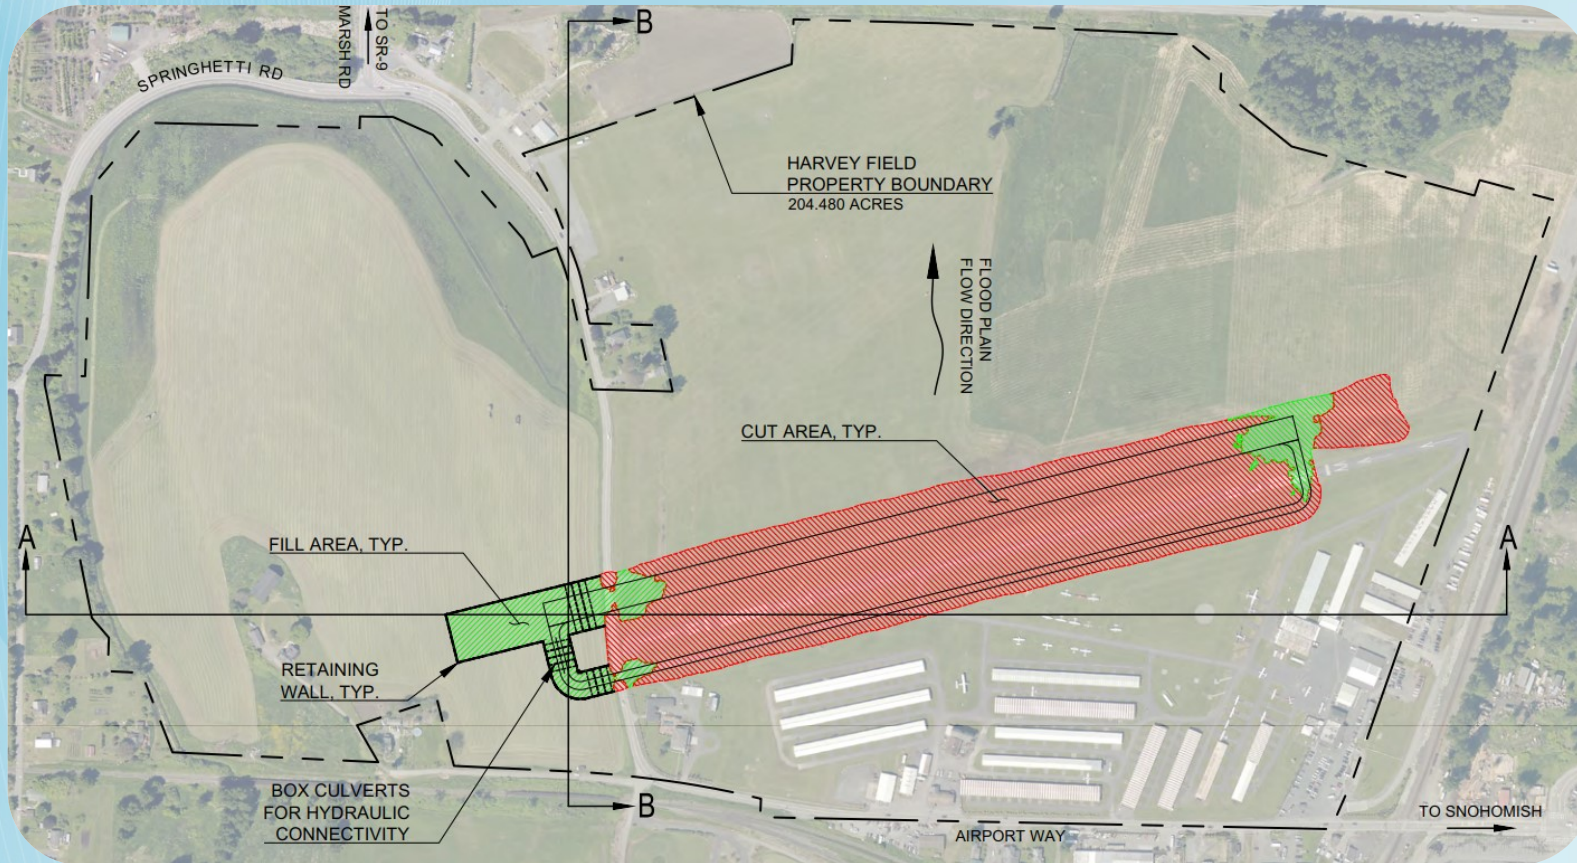 B
TO SR-9
MARSH RD
SPRINGHETTI RD
HARVEY FIELD
PROPERTY BOUNDARY
204.480 ACRES
FLOOD PLAIN
FLOW DIRECTION
CUT AREA, TYP.
A
FILL AREA, TYP.
A
RETAINING
WALL, TYP.
BOX CULVERTS
FOR HYDRAULIC
CONNECTIVITY
B
AIRPORT WAY
TO SNOHOMISH